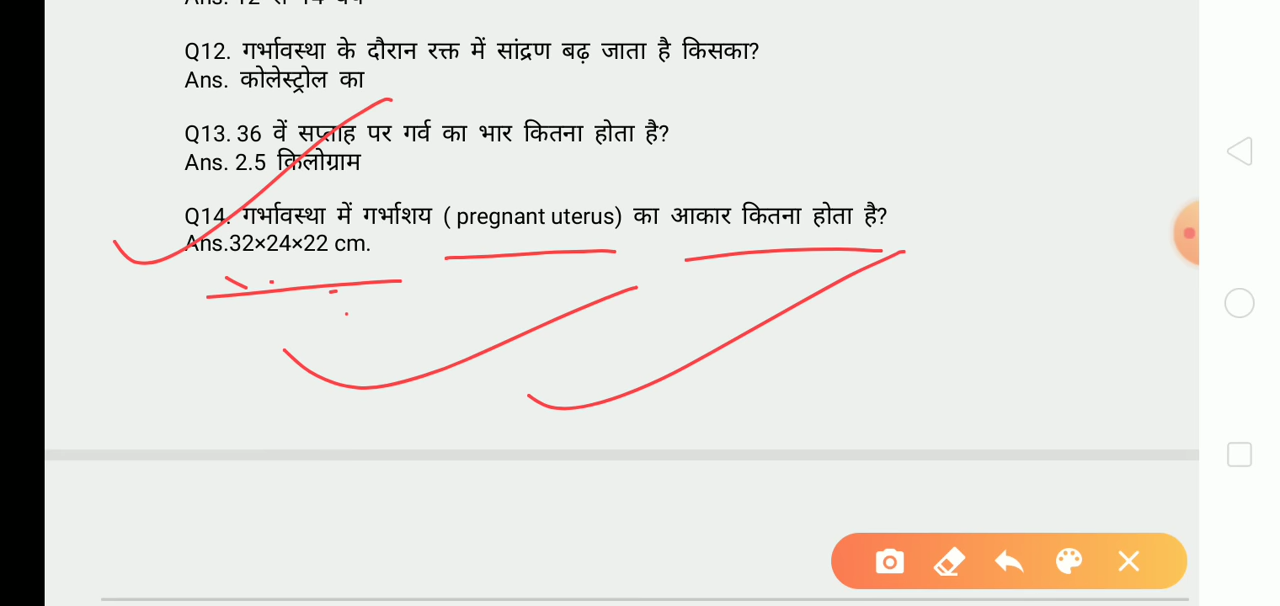 Q12. गर्भावस्था के दौरान रक्त में सांद्रण बढ़ जाता है किसका?
Ans. कोलेस्ट्रोल का
Q13. 36 वें सप्ताह पर गर्व का भार कितना होता है?
Ans. 2.5 किलोग्राम
Q14. गर्भावस्था में गर्भाशय ( pregnant uterus) का आकार कितना होता है?
Ans.32×24×22 cm.